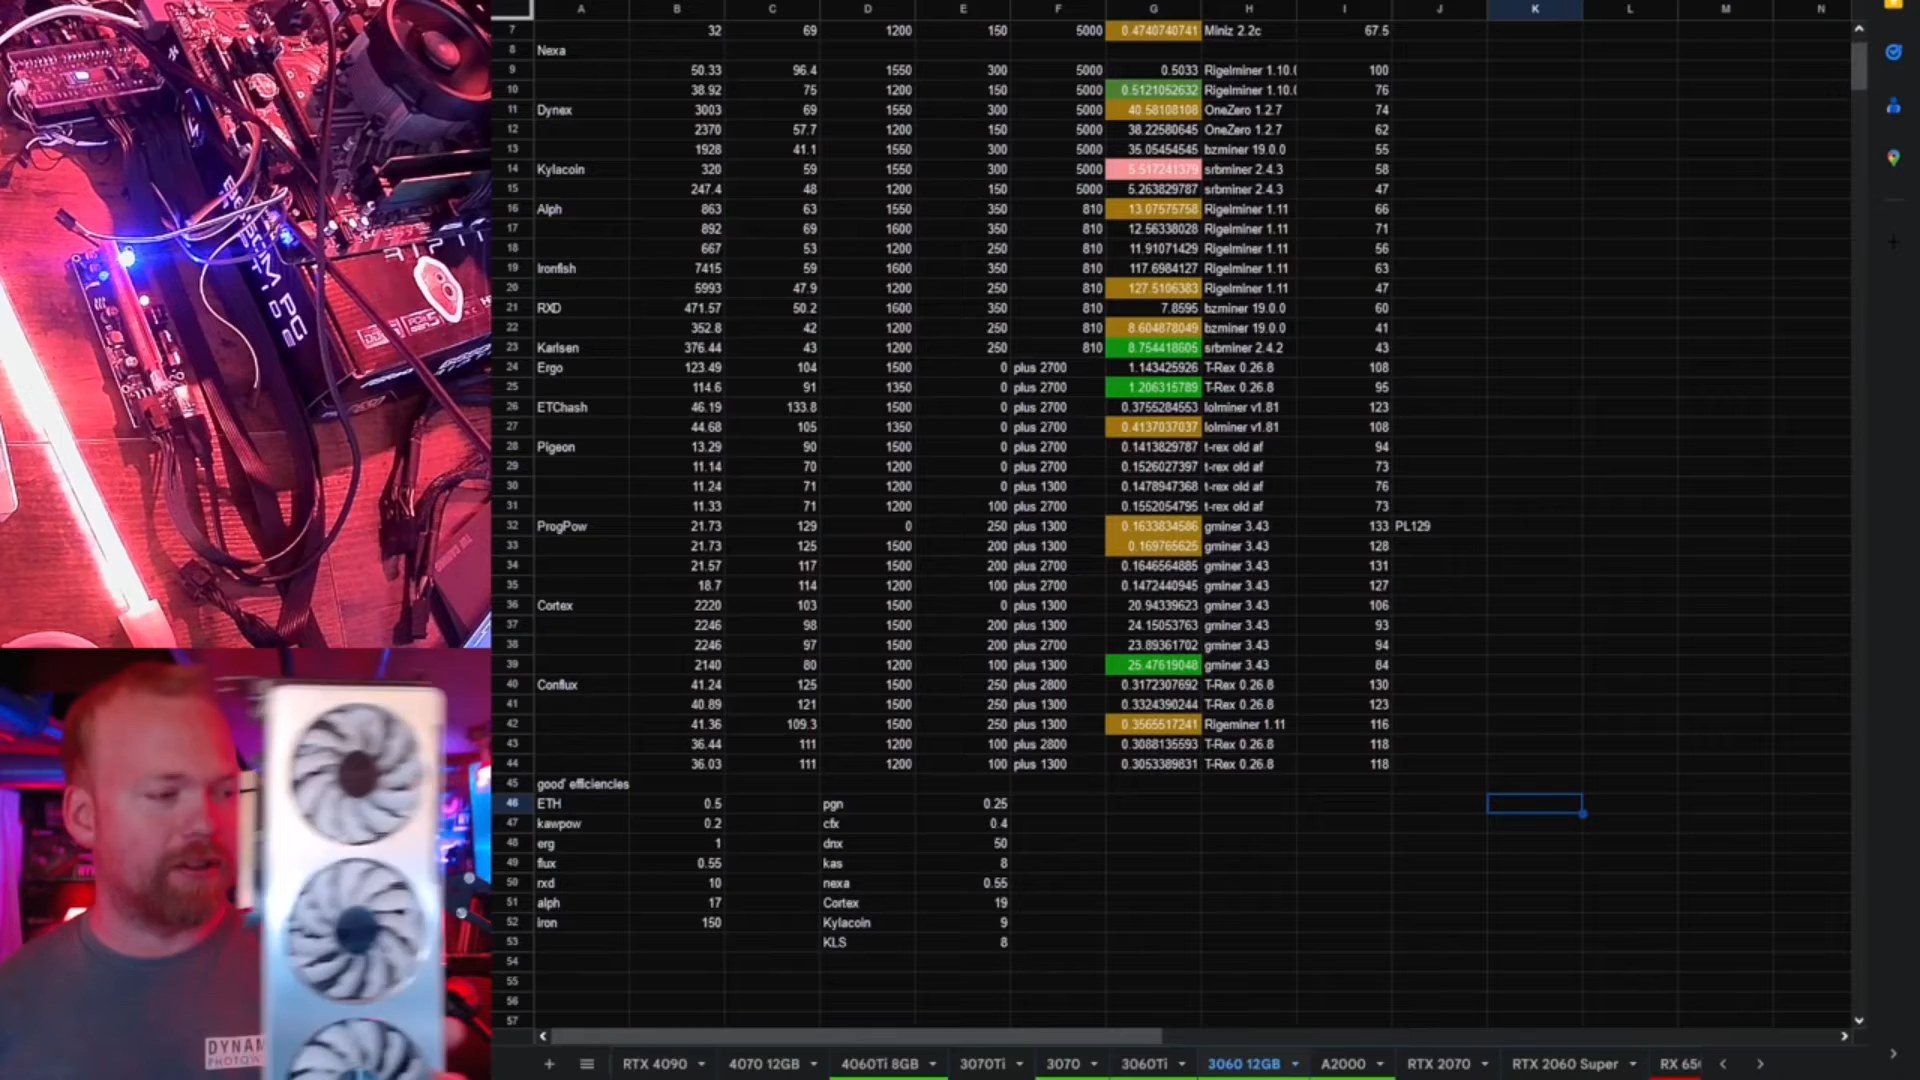 A B C D E F G H I J K L M N
7 32 69 1200 150 5000 0.4740740741 Miniz 2.2c 67.5
8 Nexa
9 50.33 96.4 1550 300 5000 0.5033 Rigelminer 1.10.0 100
10 38.92 75 1200 150 5000 0.5121052632 Rigelminer 1.10.0 76
11 Dynex 3003 69 1550 300 5000 40.58108108 OneZero 1.2.7 74
12 2370 57.7 1200 150 5000 38.22580645 OneZero 1.2.7 62
13 1928 41.1 1550 300 5000 35.05454545 bzminer 19.0.0 55
14 Kylacoin 320 59 1550 300 5000 5.517241379 srbminer 2.4.3 58
15 247.4 48 1200 150 5000 5.263829787 srbminer 2.4.3 47
16 Alph 863 63 1550 350 810 13.07575758 Rigelminer 1.11 66
17 892 69 1600 350 810 12.56338028 Rigelminer 1.11 71
18 667 53 1200 250 810 11.91071429 Rigelminer 1.11 56
19 Ironfish 7415 59 1600 350 810 117.6984127 Rigelminer 1.11 63
20 5993 47.9 1200 250 810 127.5106383 Rigelminer 1.11 47
21 RXD 471.57 50.2 1600 350 810 7.8595 bzminer 19.0.0 60
22 352.8 42 1200 250 810 8.604878049 bzminer 19.0.0 41
23 Karlsen 376.44 43 1200 250 810 8.754418605 srbminer 2.4.2 43
24 Ergo 123.49 104 1500 0 plus 2700 1.143425926 T-Rex 0.26.8 108
25 114.6 91 1350 0 plus 2700 1.206315789 T-Rex 0.26.8 95
26 ETChash 46.19 133.8 1500 0 plus 2700 0.3755284553 lolminer v1.81 123
27 44.68 105 1350 0 plus 2700 0.4137037037 lolminer v1.81 108
28 Pigeon 13.29 90 1500 0 plus 2700 0.1413829787 t-rex old af 94
29 11.14 70 1200 0 plus 2700 0.1526027397 t-rex old af 73
30 11.24 71 1200 0 plus 1300 0.1478947368 t-rex old af 76
31 11.33 71 1200 100 plus 2700 0.1552054795 t-rex old af 73
32 ProgPow 21.73 129 0 250 plus 1300 0.1633834586 gminer 3.43 133 PL129
33 21.73 125 1500 200 plus 1300 0.169765625 gminer 3.43 128
34 21.57 117 1500 200 plus 2700 0.1646564885 gminer 3.43 131
35 18.7 114 1200 100 plus 2700 0.1472440945 gminer 3.43 127
36 Cortex 2220 103 1500 0 plus 1300 20.94339623 gminer 3.43 106
37 2246 98 1500 200 plus 1300 24.15053763 gminer 3.43 93
38 2246 97 1500 200 plus 2700 23.89361702 gminer 3.43 94
39 2140 80 1200 100 plus 1300 25.47619048 gminer 3.43 84
40 Conflux 41.24 125 1500 250 plus 2800 0.3172307692 T-Rex 0.26.8 130
41 40.89 121 1500 250 plus 1300 0.3324390244 T-Rex 0.26.8 123
42 41.36 109.3 1500 250 plus 1300 0.3565517241 Rigeminer 1.11 116
43 36.44 111 1200 100 plus 2800 0.3088135593 T-Rex 0.26.8 118
44 36.03 111 1200 100 plus 1300 0.3053389831 T-Rex 0.26.8 118
45 good' efficiencies
46 ETH 0.5 pgn 0.25
47 kawpow 0.2 cfx 0.4
48 erg 1 dnx 50
49 flux 0.55 kas 8
50 rxd 10 nexa 0.55
51 alph 17 Cortex 19
52 iron 150 Kylacoin 9
53 KLS 8
54
55
56
57
DYNAM
RTX 4090 4070 12GB 4060Ti 8GB 3070Ti 3070 3060Ti 3060 12GB A2000 RTX 2070 RTX 2060 Super RX 65